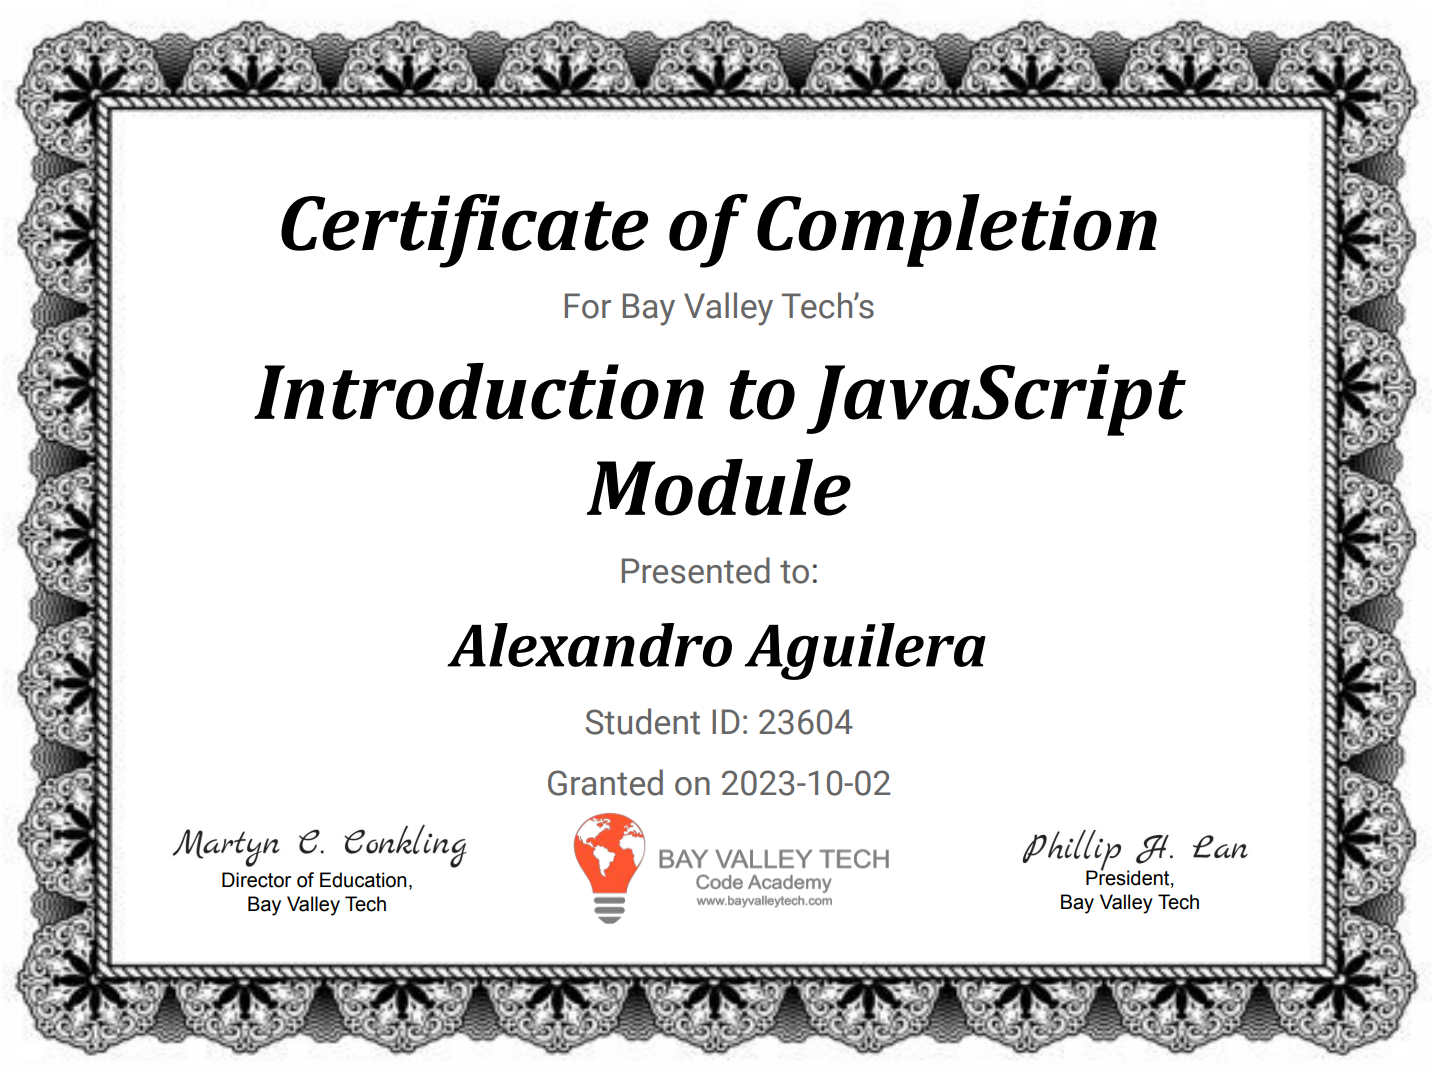 Certificate of Completion
For Bay Valley Tech’s
Introduction to JavaScript
Module
Presented to:
Alexandro Aguilera
Student ID: 23604
Granted on 2023-10-02
Martyn C. Conkling
Director of Education,
Bay Valley Tech
BAY VALLEY TECH
Code Academy
www.bayvalleytech.com
Phillip H. Lan
President,
Bay Valley Tech